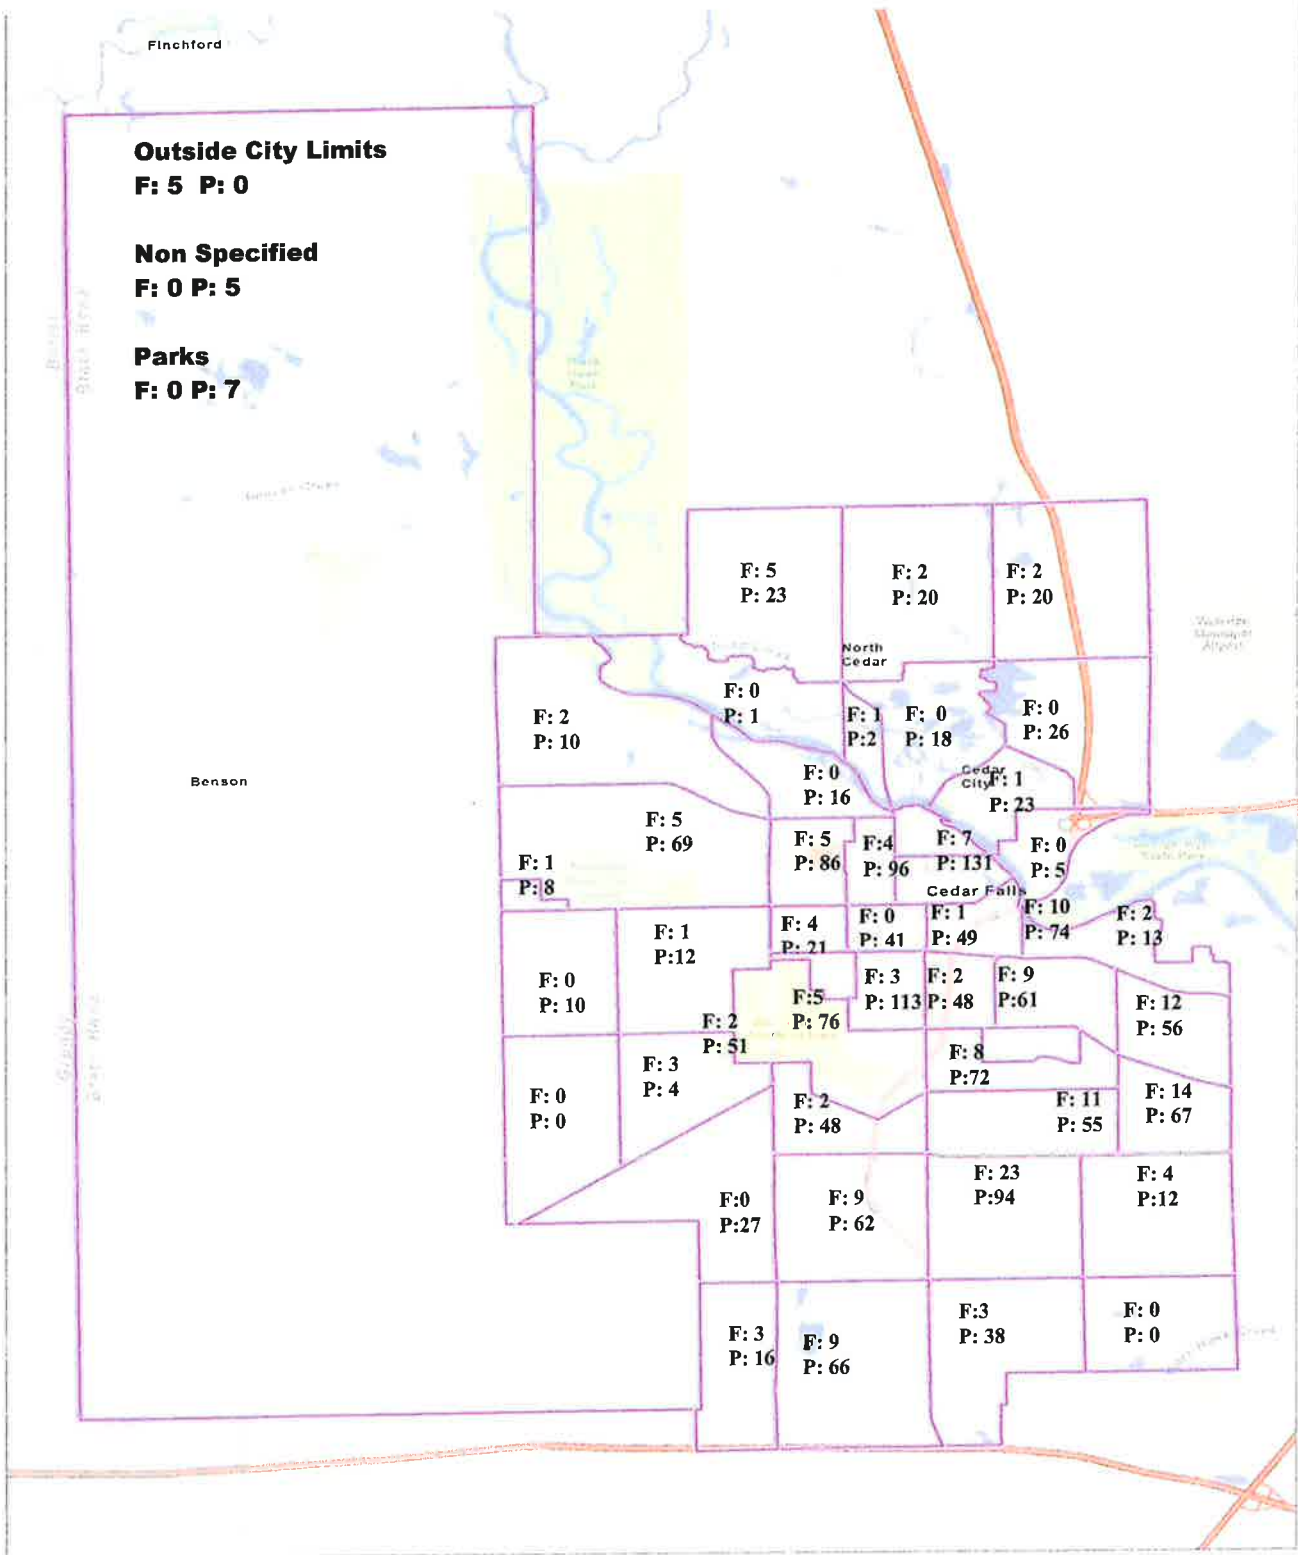 Finchford
Outside City Limits
F: 5 P: 0
Non Specified
F: 0 P: 5
Parks
F: 0 P: 7
F: 5
P: 23
F: 2
P: 20
F: 2
P: 20
North
Cedar
F: 2
P: 10
F: 0
P: 1
F: 1
P:2
F: 0
P: 18
F: 0
P: 26
Benson
F: 0
P: 16
Cedar
City
F: 1
P: 23
F: 5
P: 69
F: 1
P: 8
F: 5
P: 86
F:4
P: 96
F: 7
P: 131
F: 0
P: 5
Cedar Falls
F: 1
P:12
F: 4
P: 21
F: 0
P: 41
F: 1
P: 49
F: 10
P: 74
F: 2
P: 13
F: 0
P: 10
F: 2
P: 51
F:5
P: 76
F: 3
P: 113
F: 2
P: 48
F: 9
P:61
F: 12
P: 56
F: 0
P: 0
F: 3
P: 4
F: 2
P: 48
F: 8
P:72
F: 11
P: 55
F: 14
P: 67
F:0
P:27
F: 9
P: 62
F: 23
P:94
F: 4
P:12
F: 3
P: 16
F: 9
P: 66
F:3
P: 38
F: 0
P: 0